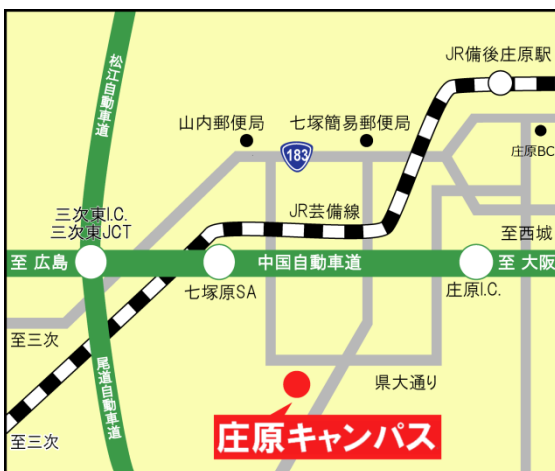 松江自動車道
JR備後庄原駅
山内郵便局
七塚簡易郵便局
183
庄原BC
三次東I.C.
三次東JCT
JR芸備線
至西城
至 広島
中国自動車道
至 大阪
七塚原SA
庄原I.C.
至三次
尾道自動車道
県大通り
至三次
庄原キャンパス